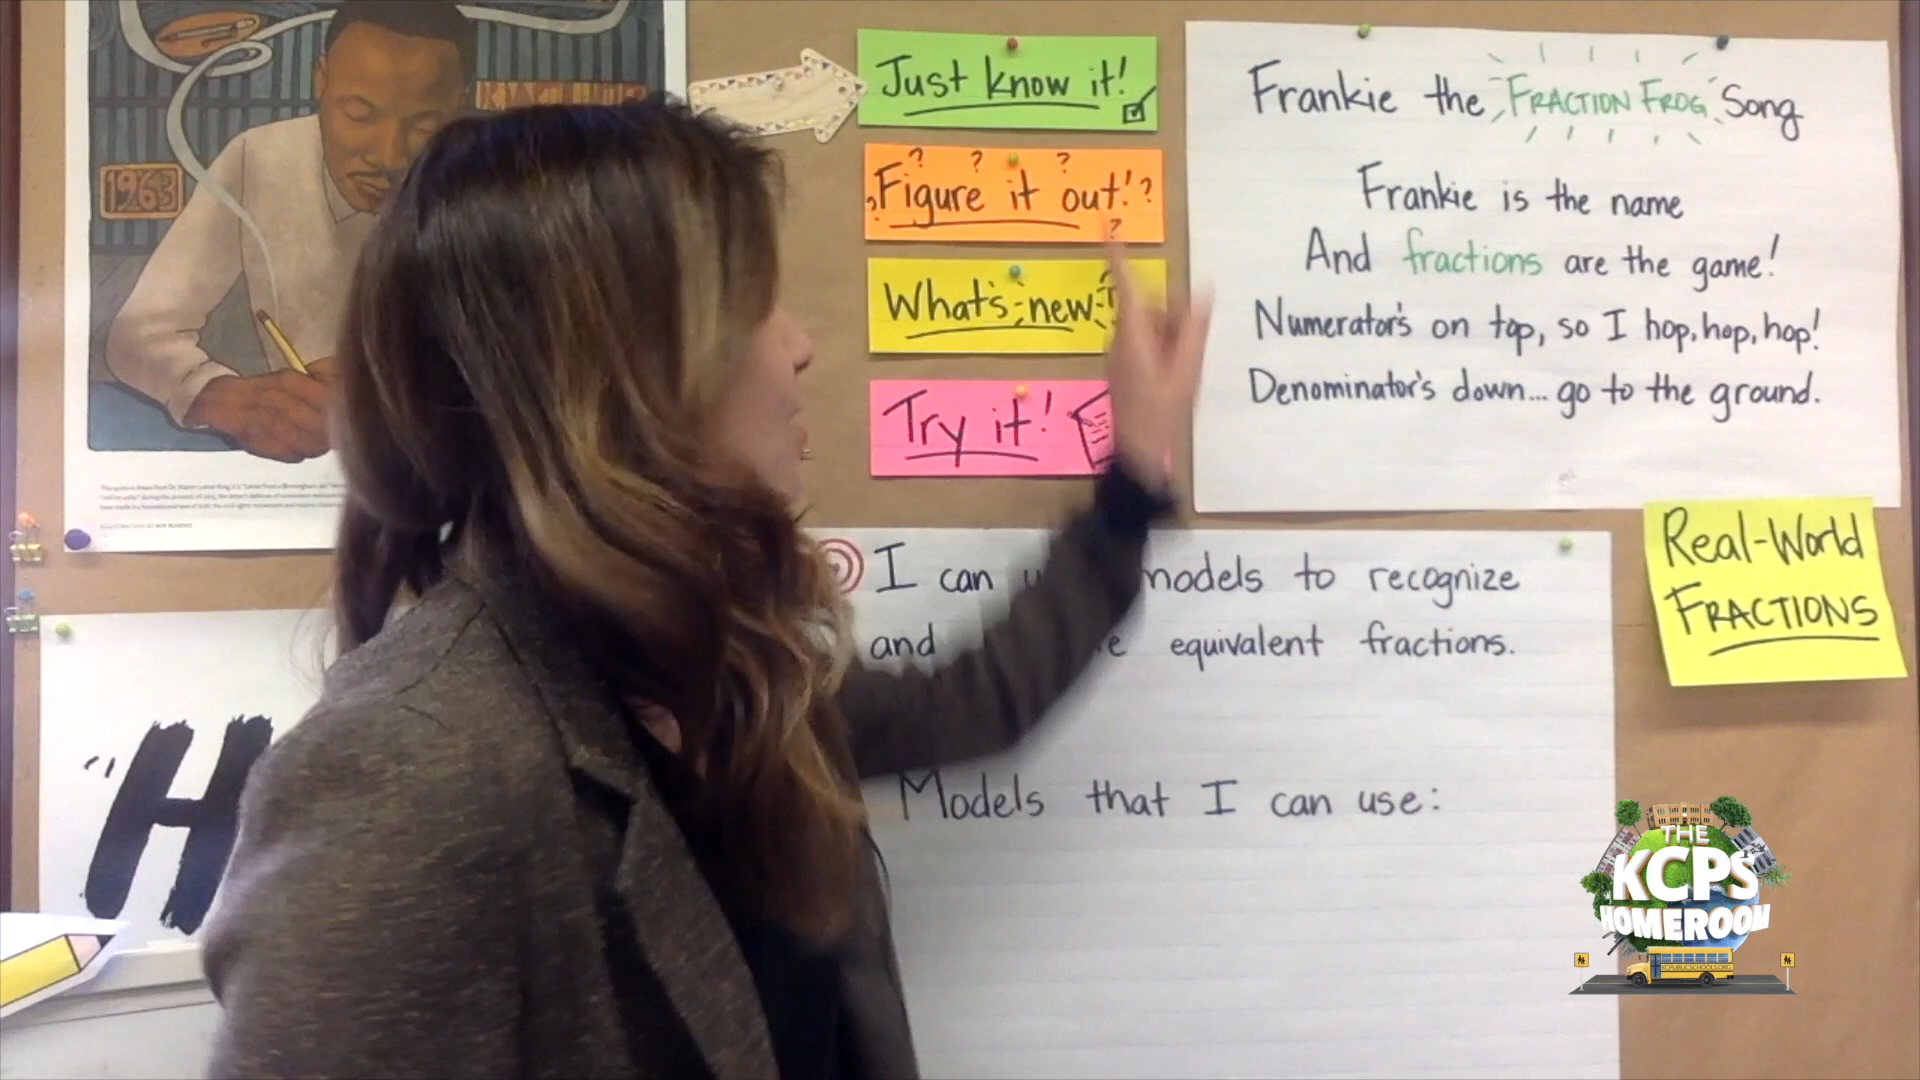 1963
Just know it!
? ? ?
? Figure it out! ?
?
What's new
Try it!
Frankie the FRACTION FROG Song
Frankie is the name
And fractions are the game!
Numerator's on top, so I hop, hop, hop!
Denominator's down... go to the ground.
I can models to recognize
and equivalent fractions.
Models that I can use:
Real-World
FRACTIONS
"H
THE
KCPS
HOMEROOM
KCPUBLICSCHOOLS.ORG